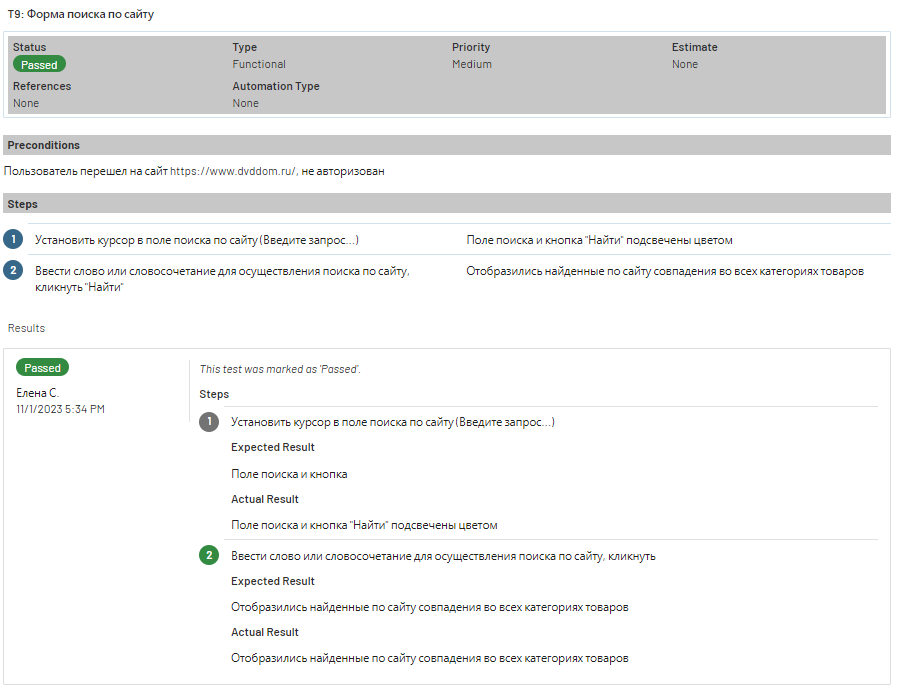 T9: Форма поиска по сайту
Status Type Priority Estimate
Passed Functional Medium None
References Automation Type
None None
Preconditions
Пользователь перешел на сайт https://www.dvddom.ru/, не авторизован
Steps
1 Установить курсор в поле поиска по сайту (Введите запрос...) Поле поиска и кнопка "Найти" подсвечены цветом
2 Ввести слово или словосочетание для осуществления поиска по сайту, Отобразились найденные по сайту совпадения во всех категориях товаров
кликнуть "Найти"
Results
Passed
Елена С.
11/1/2023 5:34 PM
This test was marked as 'Passed'.
Steps
1 Установить курсор в поле поиска по сайту (Введите запрос...)
Expected Result
Поле поиска и кнопка
Actual Result
Поле поиска и кнопка "Найти" подсвечены цветом
2 Ввести слово или словосочетание для осуществления поиска по сайту, кликнуть
Expected Result
Отобразились найденные по сайту совпадения во всех категориях товаров
Actual Result
Отобразились найденные по сайту совпадения во всех категориях товаров